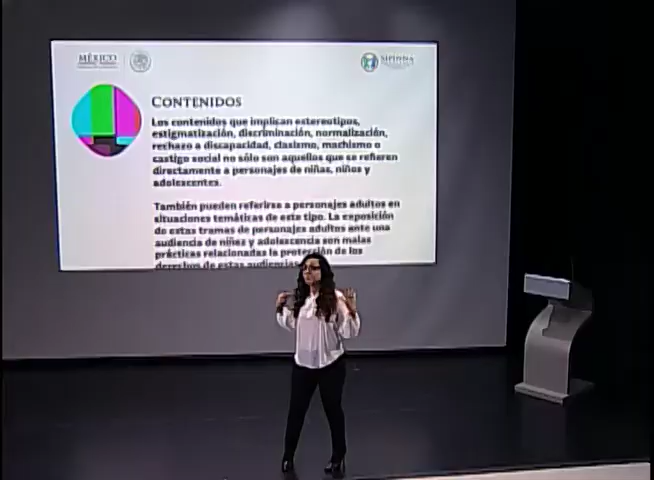 MÉXICO
SIPINNA
CONTENIDOS
Los contenidos que implican estereotipos,
estigmatización, discriminación, normalización,
rechazo a discapacidad, clasismo, machismo o
castigo social no sólo son aquellos que se refieren
directamente a personajes de niñas, niños y
adolescentes.
También pueden referirse a personajes adultos en
situaciones temáticas de este tipo. La exposición
de estas tramas de personajes adultos ante una
audiencia de niñez y adolescencia son malas
prácticas relacionadas la protección de los
derechos de estas audiencias